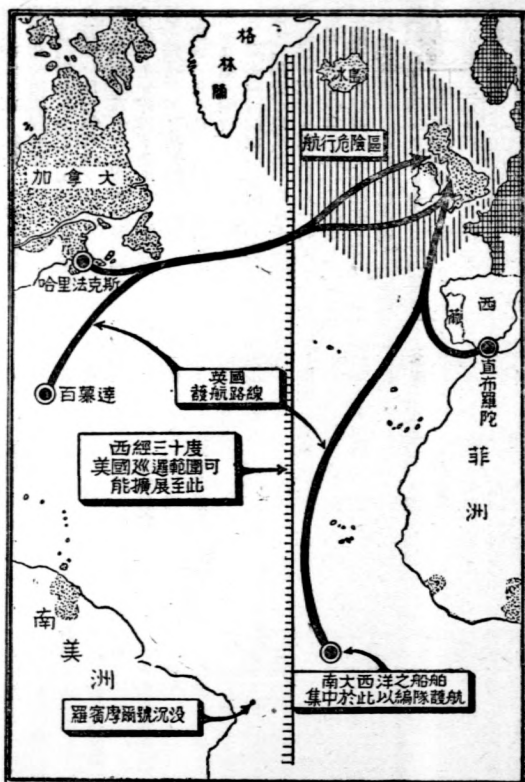 格林蘭
冰島
航行危險區
加拿大
哈里法克斯
百慕達
西
葡
直布羅陀
英國
護航路線
西經三十度
美國巡邏範圍可
能擴展至此
菲洲
南美洲
南大西洋之船舶
集中於此以編隊護航
羅賓摩爾號沉没